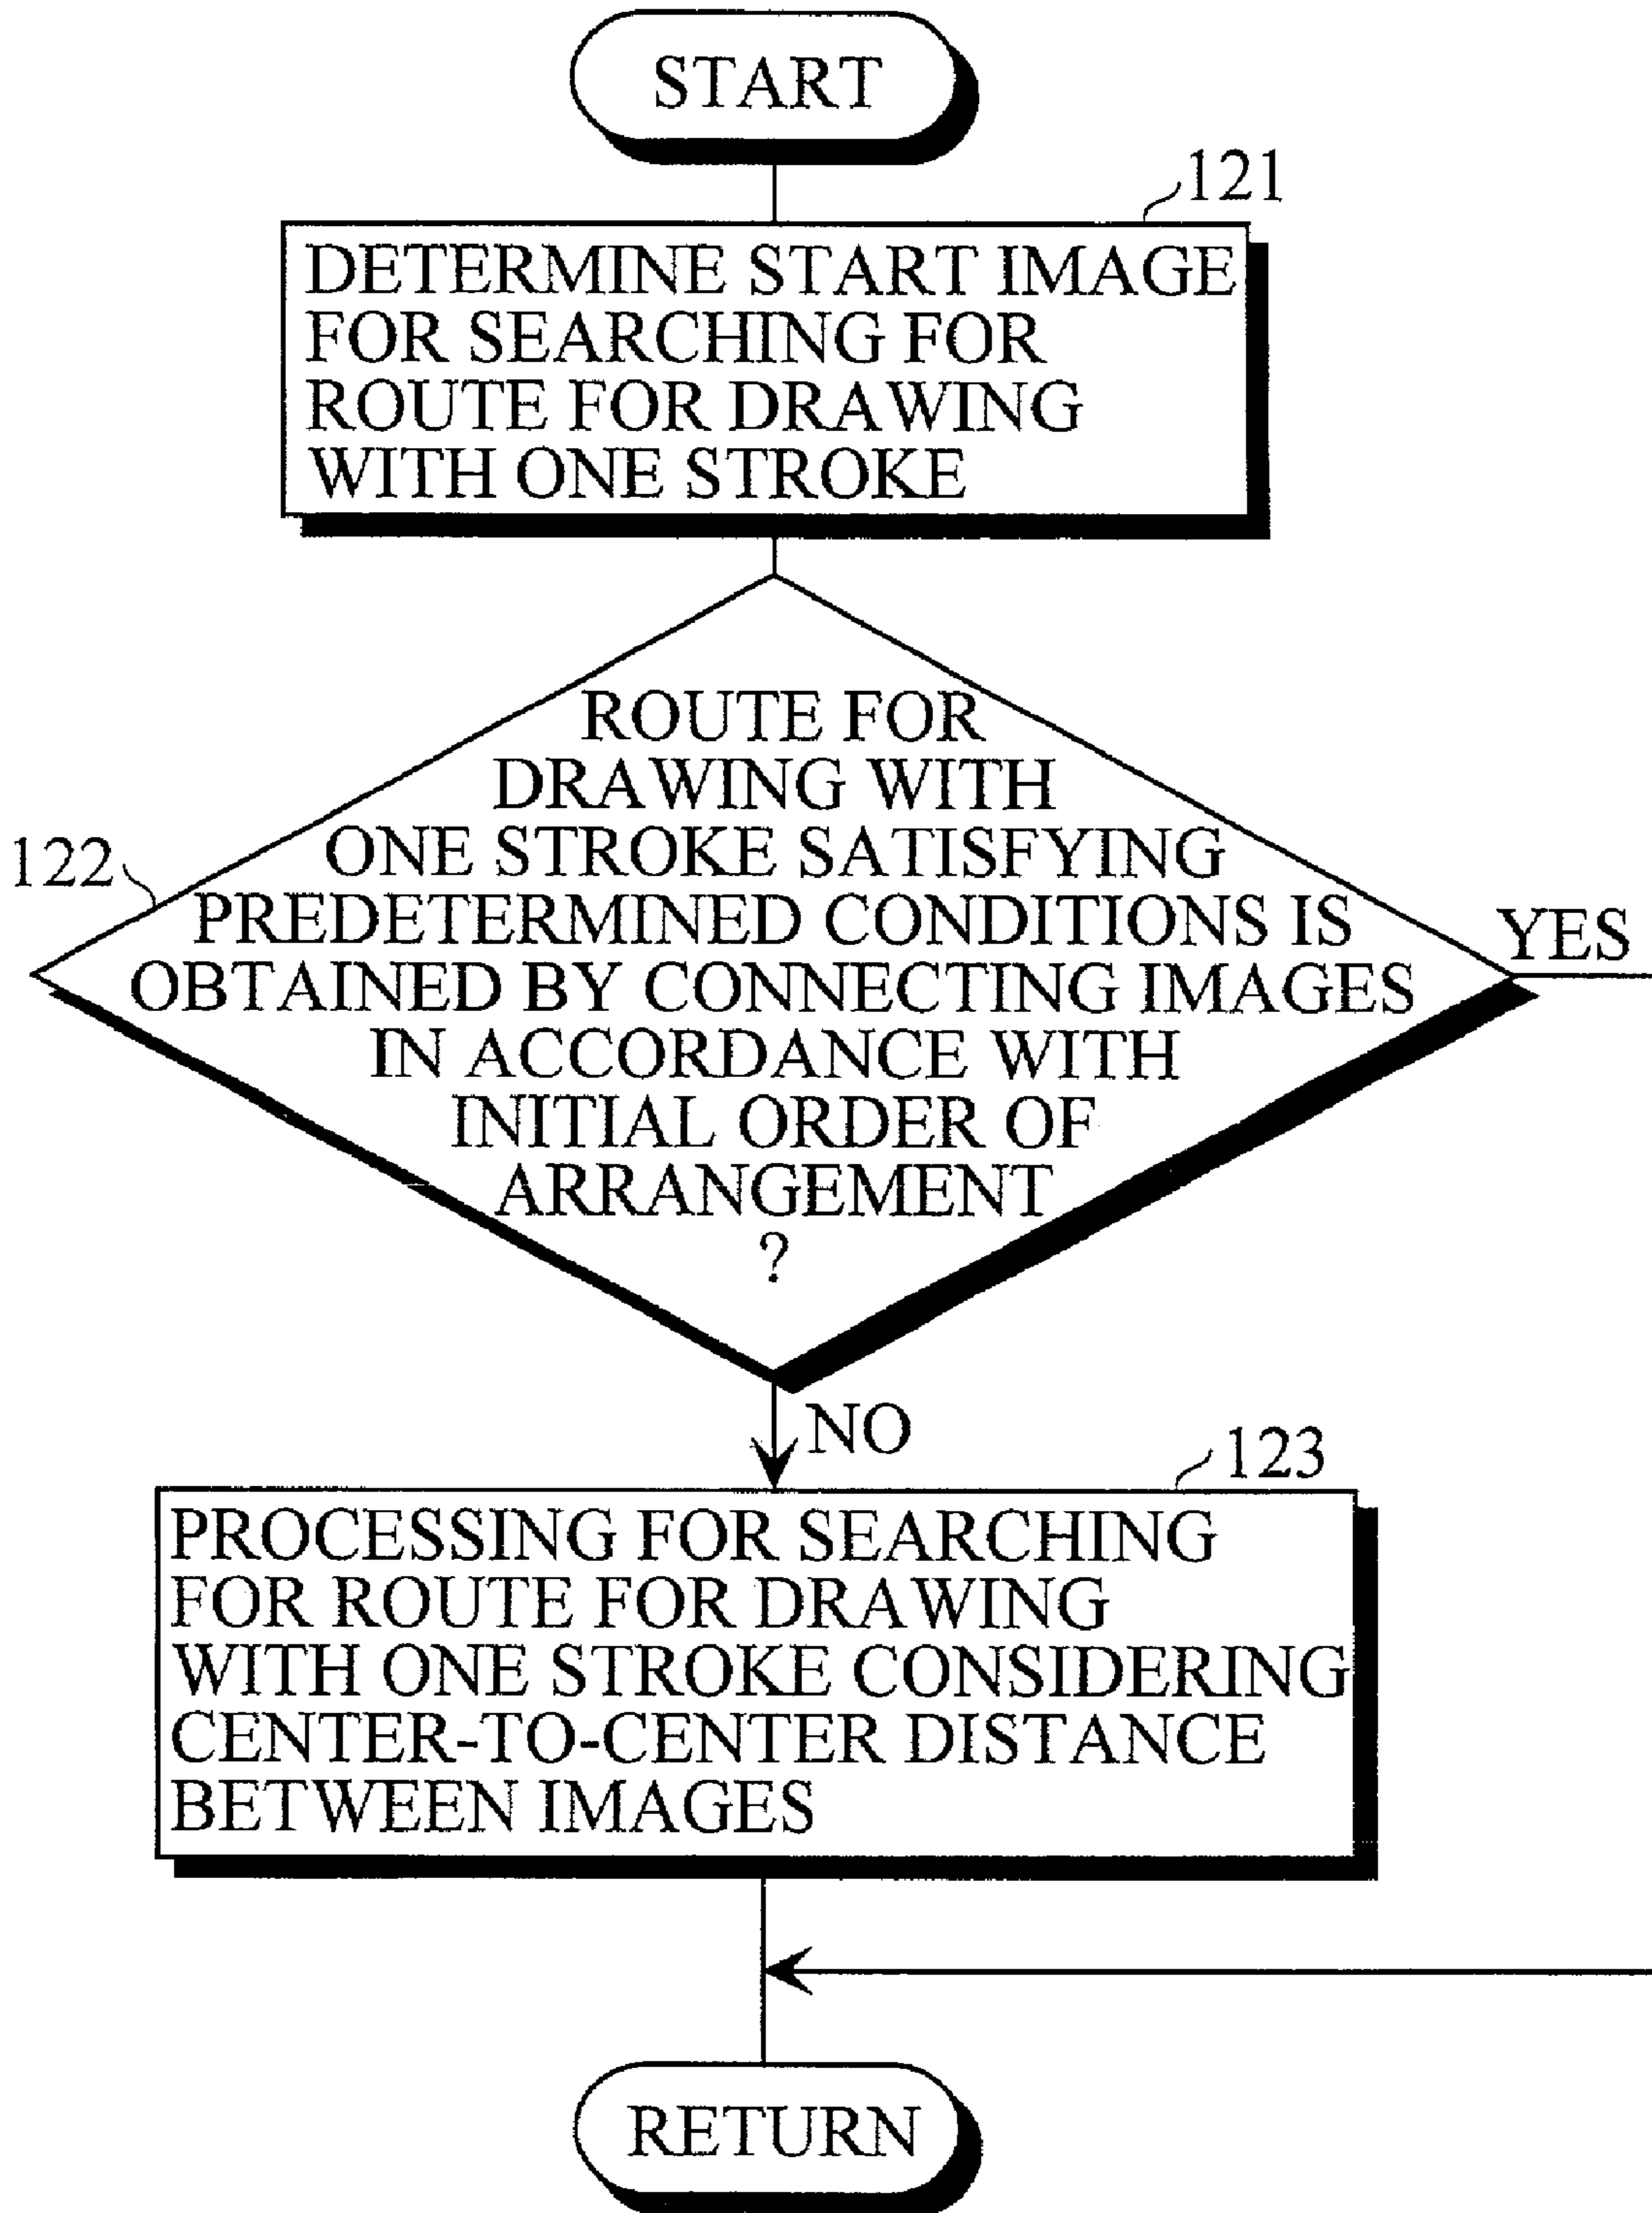 START
121
DETERMINE START IMAGE
FOR SEARCHING FOR
ROUTE FOR DRAWING
WITH ONE STROKE
122
ROUTE FOR
DRAWING WITH
ONE STROKE SATISFYING
PREDETERMINED CONDITIONS IS
OBTAINED BY CONNECTING IMAGES
IN ACCORDANCE WITH
INITIAL ORDER OF
ARRANGEMENT
?
YES
NO
123
PROCESSING FOR SEARCHING
FOR ROUTE FOR DRAWING
WITH ONE STROKE CONSIDERING
CENTER-TO-CENTER DISTANCE
BETWEEN IMAGES
RETURN